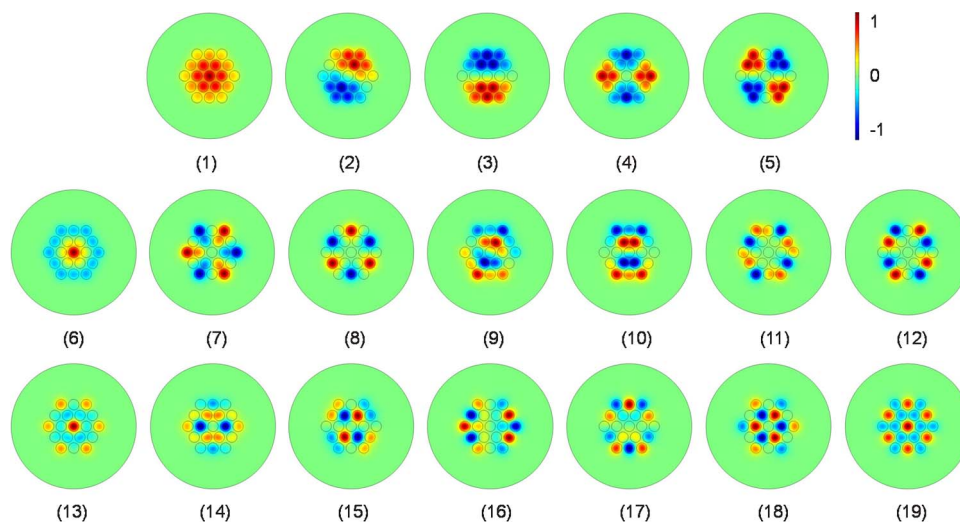 1
0
-1
(1) (2) (3) (4) (5)
(6) (7) (8) (9) (10) (11) (12)
(13) (14) (15) (16) (17) (18) (19)